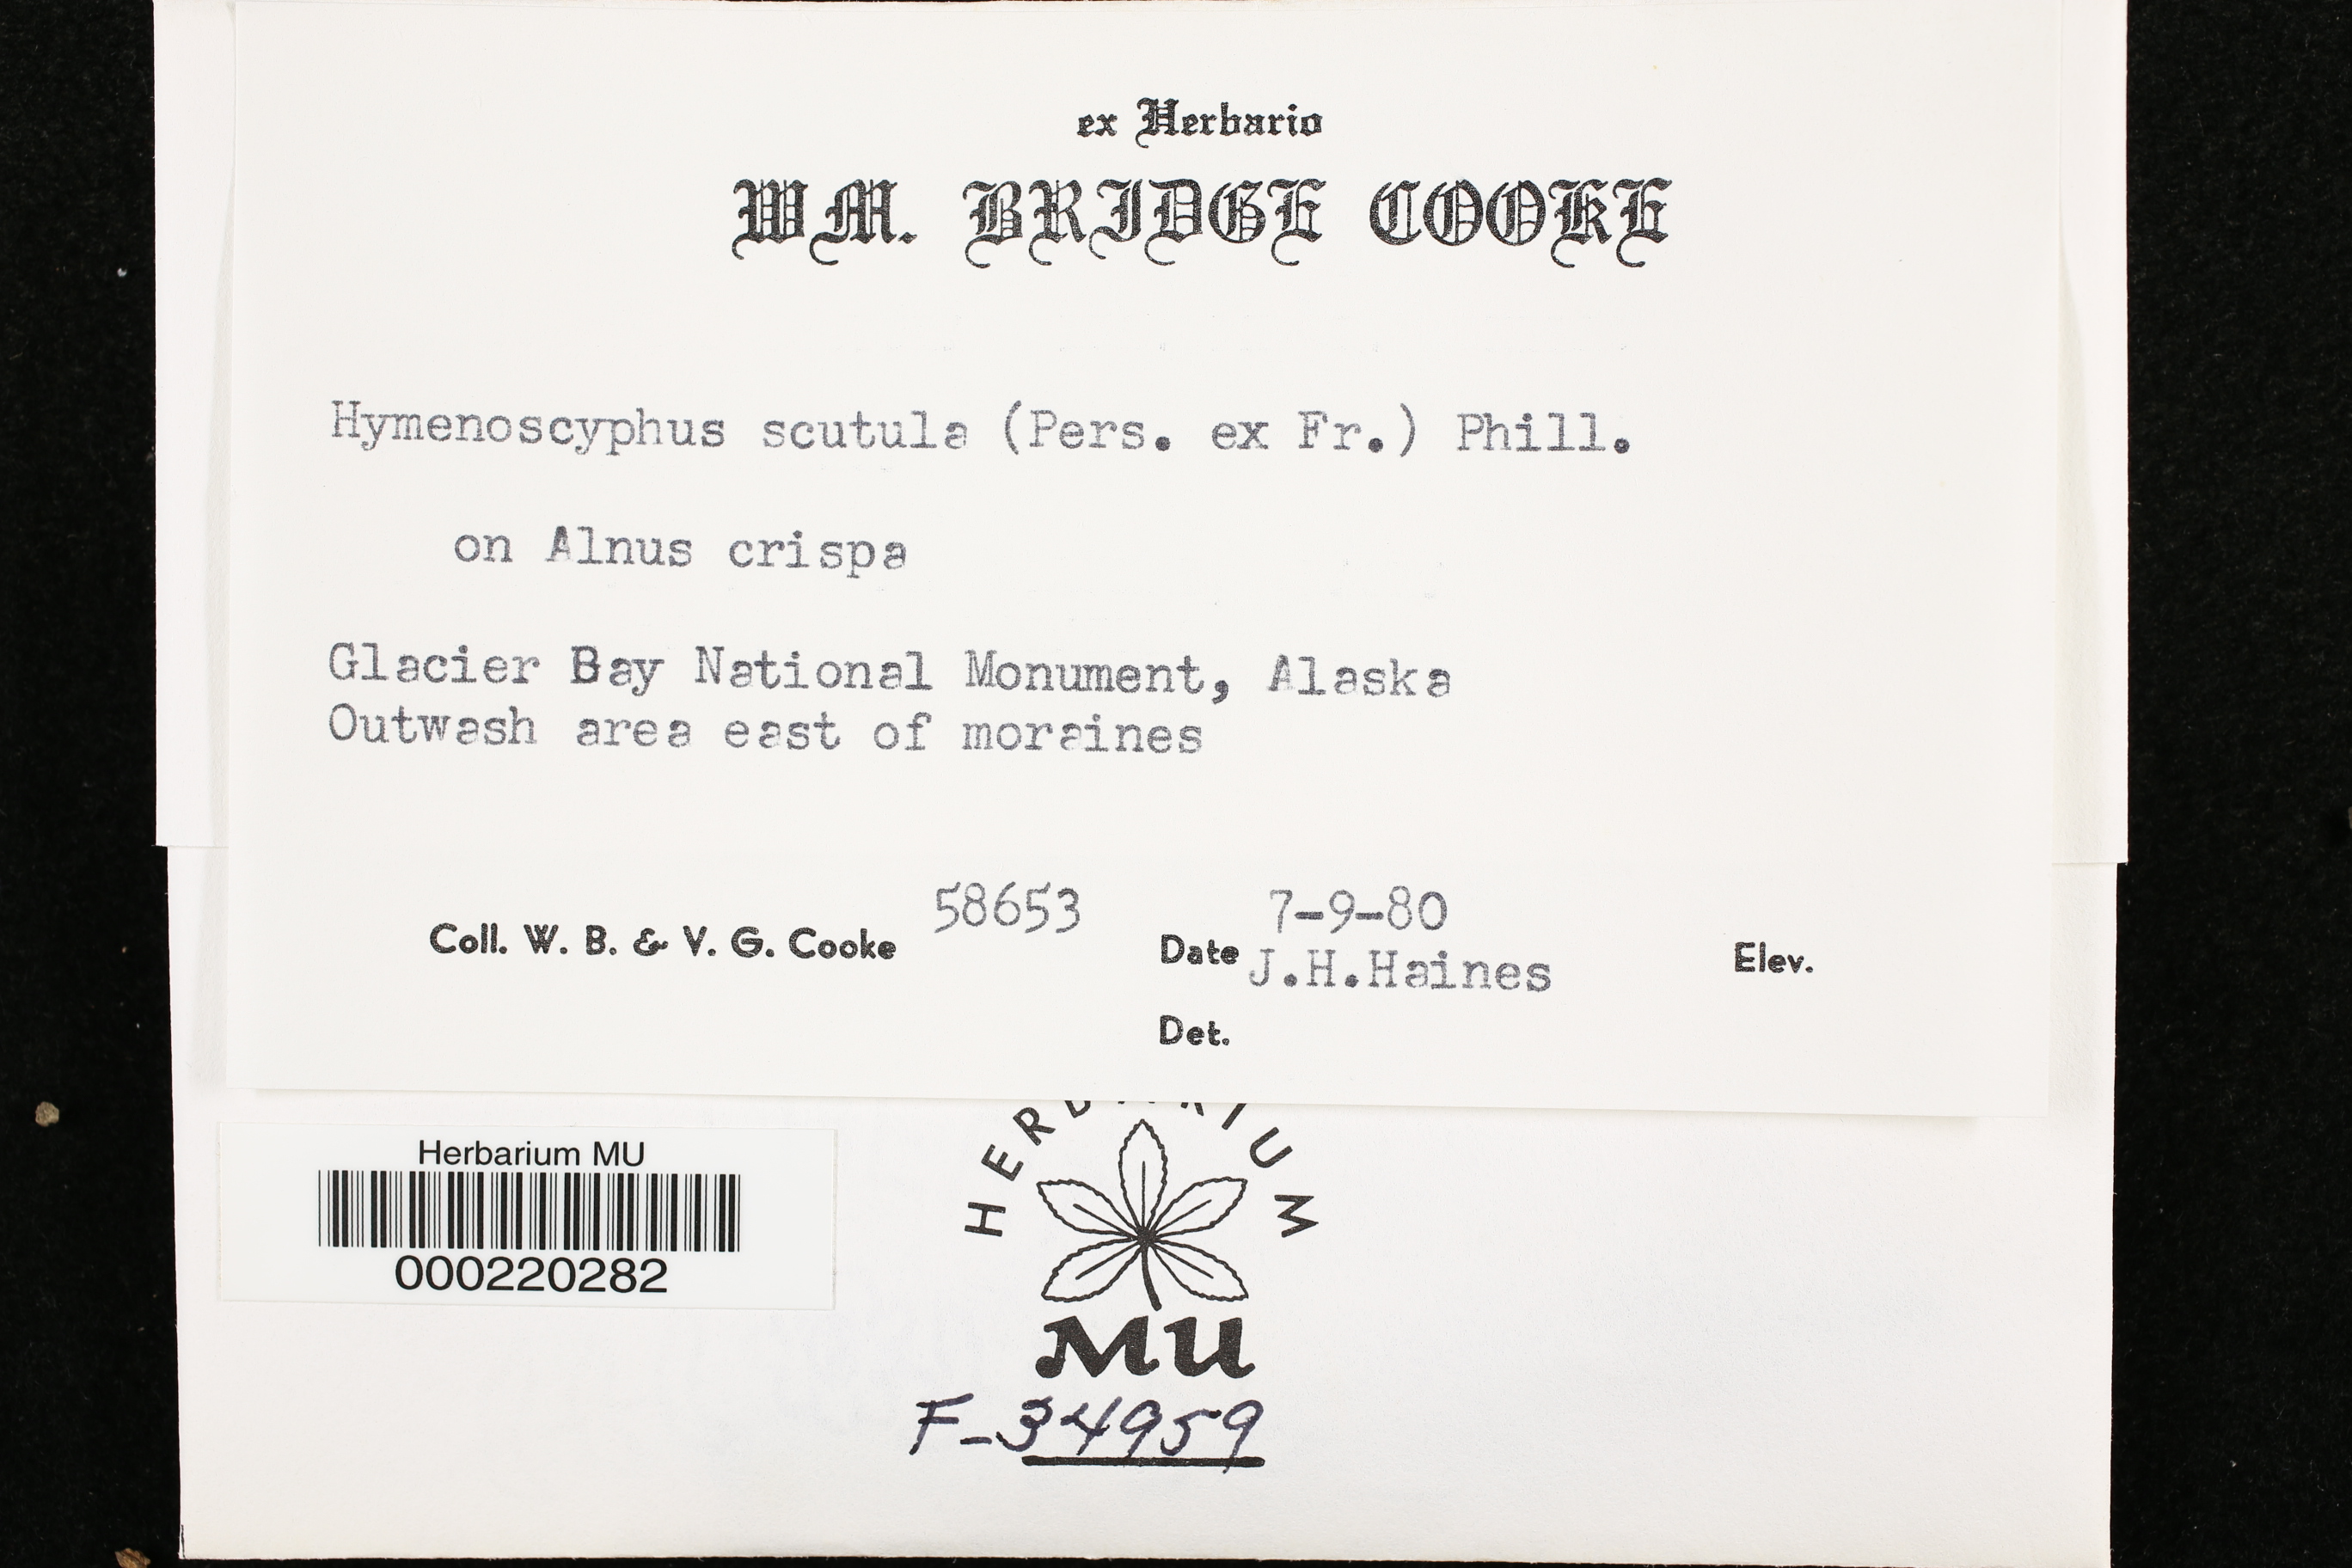 ex Herbario
WM. BRIDGE COOKE
Hymenoscyphus scutula (Pers. ex Fr.) Phill.
on Alnus crispa
Glacier Bay National Monument, Alaska
Outwash area east of moraines
Coll. W. B. & V. G. Cooke 58653 Date 7-9-80 Elev.
J.H.Haines
Det.
HERBARIUM
Herbarium MU
000220282
MU
F-34959